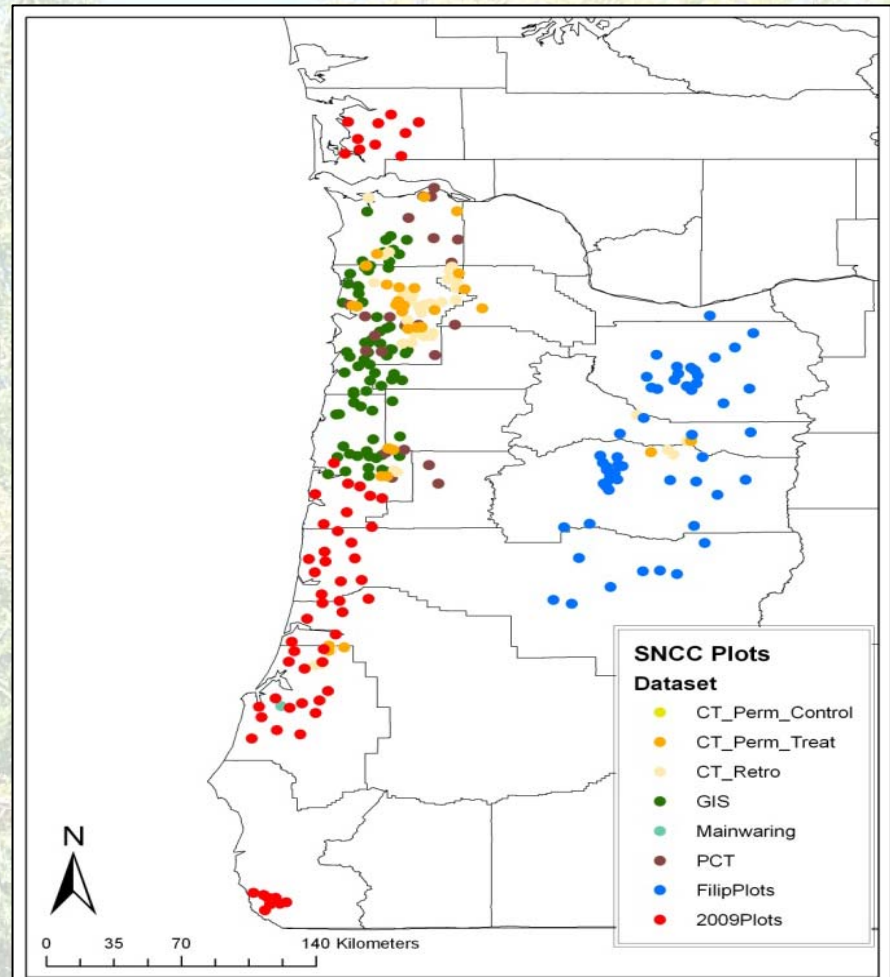 SNCC Plots
Dataset
CT_Perm_Control
CT_Perm_Treat
CT_Retro
GIS
Mainwaring
PCT
FilipPlots
2009Plots
N
0 35 70 140 Kilometers